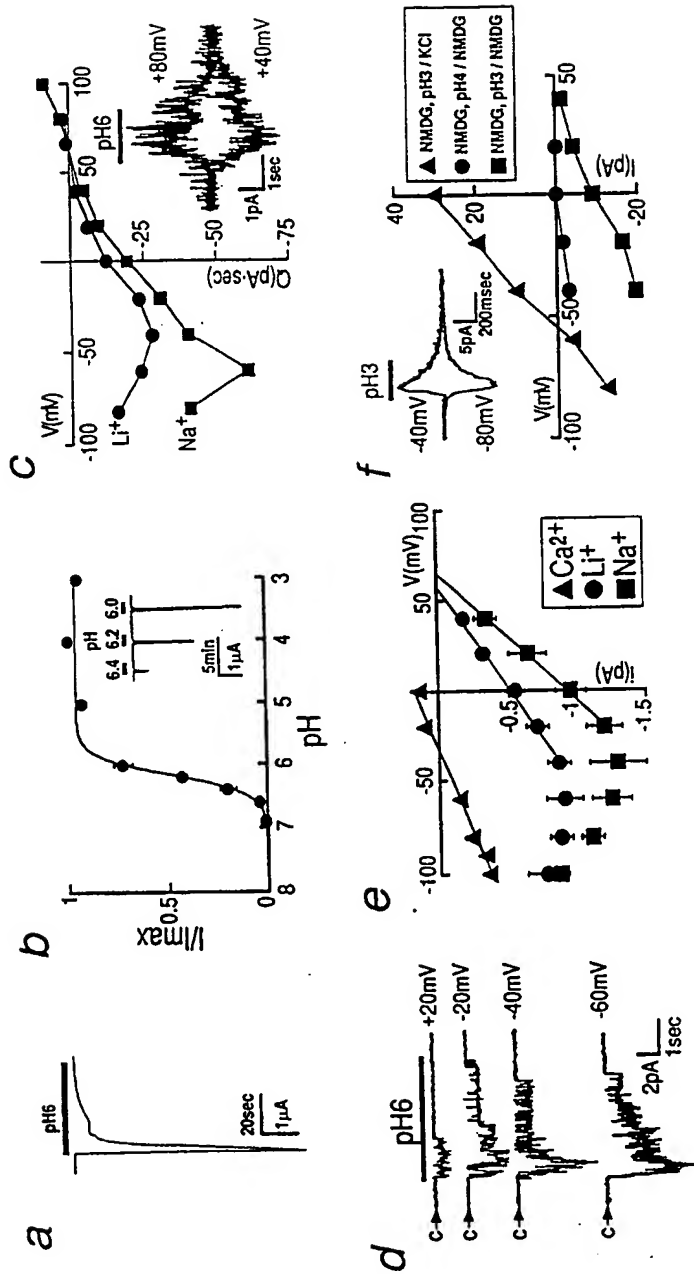 a
pH6
20sec
1µA
b
I/Imax
1
0.5
0
8
7
6
5
4
3
pH
pH
6.4
6.2
6.0
5min
1µA
c
V(mV)
-100
-50
50
100
-25
-50
-75
Q(pA·sec)
Li+
Na+
pH6
+80mV
+40mV
1pA
1sec
d
pH6
c
+20mV
c
-20mV
c
-40mV
c
-60mV
2pA
1sec
e
-100
-50
50
100
V(mV)
i(pA)
-0.5
-1
-1.5
Ca2+
Li+
Na+
f
pH3
-40mV
-80mV
5pA
200msec
40
20
-20
I(pA)
V(mV)
-100
-50
50
NMDG, pH3 / KCl
NMDG, pH4 / NMDG
NMDG, pH3 / NMDG